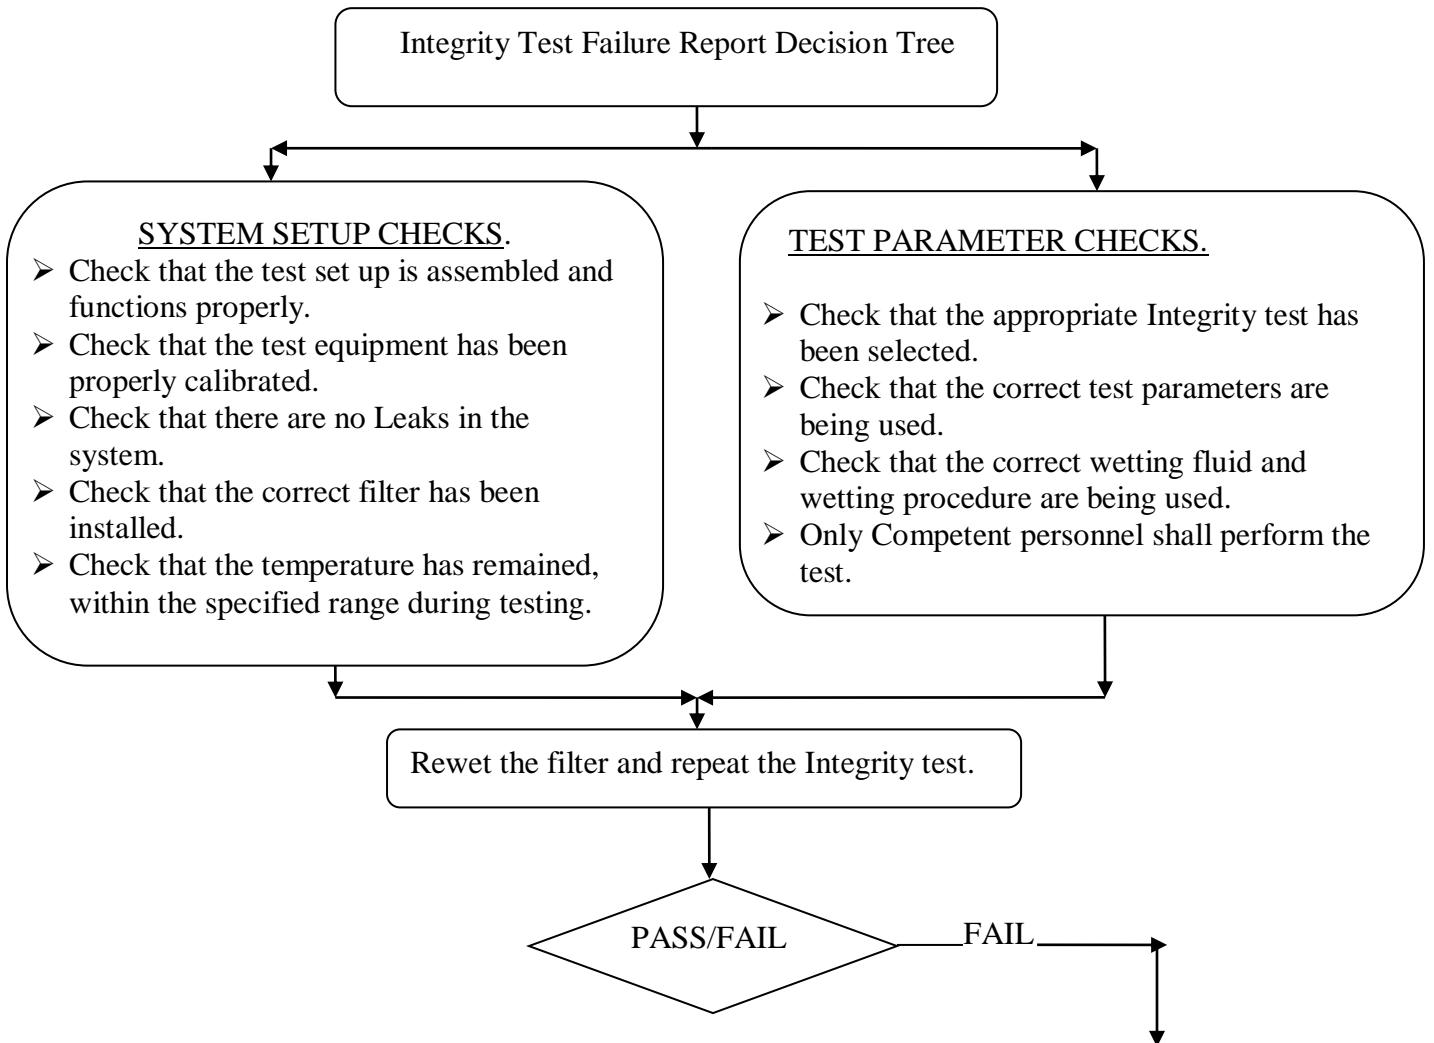 Integrity Test Failure Report Decision Tree
SYSTEM SETUP CHECKS.
➢ Check that the test set up is assembled and
functions properly.
➢ Check that the test equipment has been
properly calibrated.
➢ Check that there are no Leaks in the
system.
➢ Check that the correct filter has been
installed.
➢ Check that the temperature has remained,
within the specified range during testing.
TEST PARAMETER CHECKS.
➢ Check that the appropriate Integrity test has
been selected.
➢ Check that the correct test parameters are
being used.
➢ Check that the correct wetting fluid and
wetting procedure are being used.
➢ Only Competent personnel shall perform the
test.
Rewet the filter and repeat the Integrity test.
PASS/FAIL
FAIL